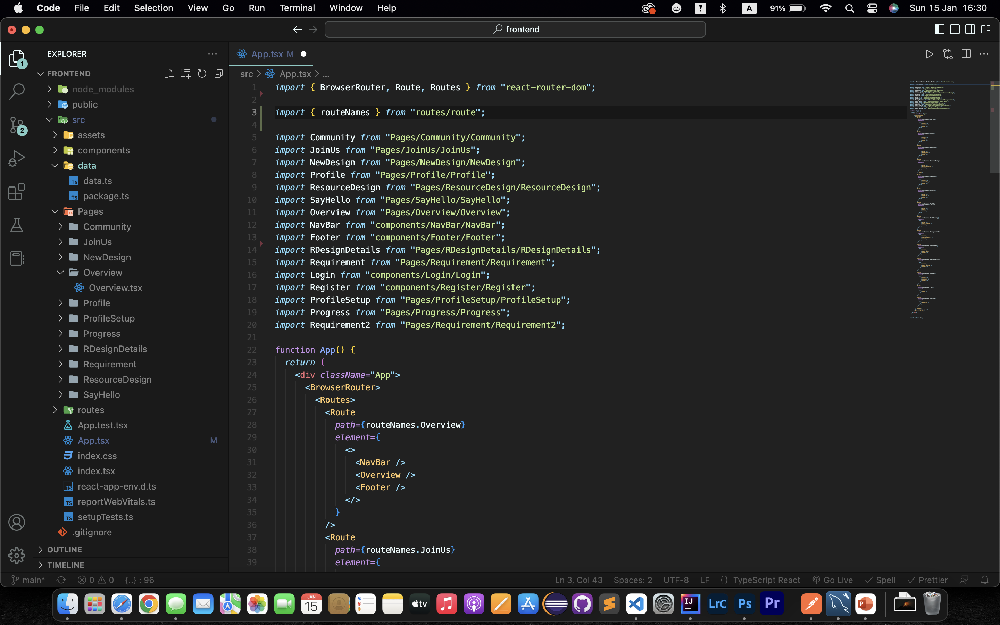 Code File Edit Selection View Go Run Terminal Window Help A 91% Sun 15 Jan 16:30
frontend
EXPLORER
FRONTEND
node_modules
public
src
assets
components
data
data.ts
package.ts
Pages
Community
JoinUs
NewDesign
Overview
Overview.tsx
Profile
ProfileSetup
Progress
RDesignDetails
Requirement
ResourceDesign
SayHello
routes
App.test.tsx
App.tsx M
index.css
index.tsx
react-app-env.d.ts
reportWebVitals.ts
setupTests.ts
.gitignore
OUTLINE
TIMELINE
1
2
App.tsx M
src > App.tsx > ...
1 import { BrowserRouter, Route, Routes } from "react-router-dom";
2
3 import { routeNames } from "routes/route";
4
5 import Community from "Pages/Community/Community";
6 import JoinUs from "Pages/JoinUs/JoinUs";
7 import NewDesign from "Pages/NewDesign/NewDesign";
8 import Profile from "Pages/Profile/Profile";
9 import ResourceDesign from "Pages/ResourceDesign/ResourceDesign";
10 import SayHello from "Pages/SayHello/SayHello";
11 import Overview from "Pages/Overview/Overview";
12 import NavBar from "components/NavBar/NavBar";
13 import Footer from "components/Footer/Footer";
14 import RDesignDetails from "Pages/RDesignDetails/RDesignDetails";
15 import Requirement from "Pages/Requirement/Requirement";
16 import Login from "components/Login/Login";
17 import Register from "components/Register/Register";
18 import ProfileSetup from "Pages/ProfileSetup/ProfileSetup";
19 import Progress from "Pages/Progress/Progress";
20 import Requirement2 from "Pages/Requirement/Requirement2";
21
22 function App() {
23 return (
24 <div className="App">
25 <BrowserRouter>
26 <Routes>
27 <Route
28 path={routeNames.Overview}
29 element={
30 <>
31 <NavBar />
32 <Overview />
33 <Footer />
34 </>
35 }
36 />
37 <Route
38 path={routeNames.JoinUs}
39 element={
main* 0 0 {..} : 96 Ln 3, Col 43 Spaces: 2 UTF-8 LF {} TypeScript React Go Live Spell Prettier
JAN
15
tv
IJ
LrC
Ps
Pr
P